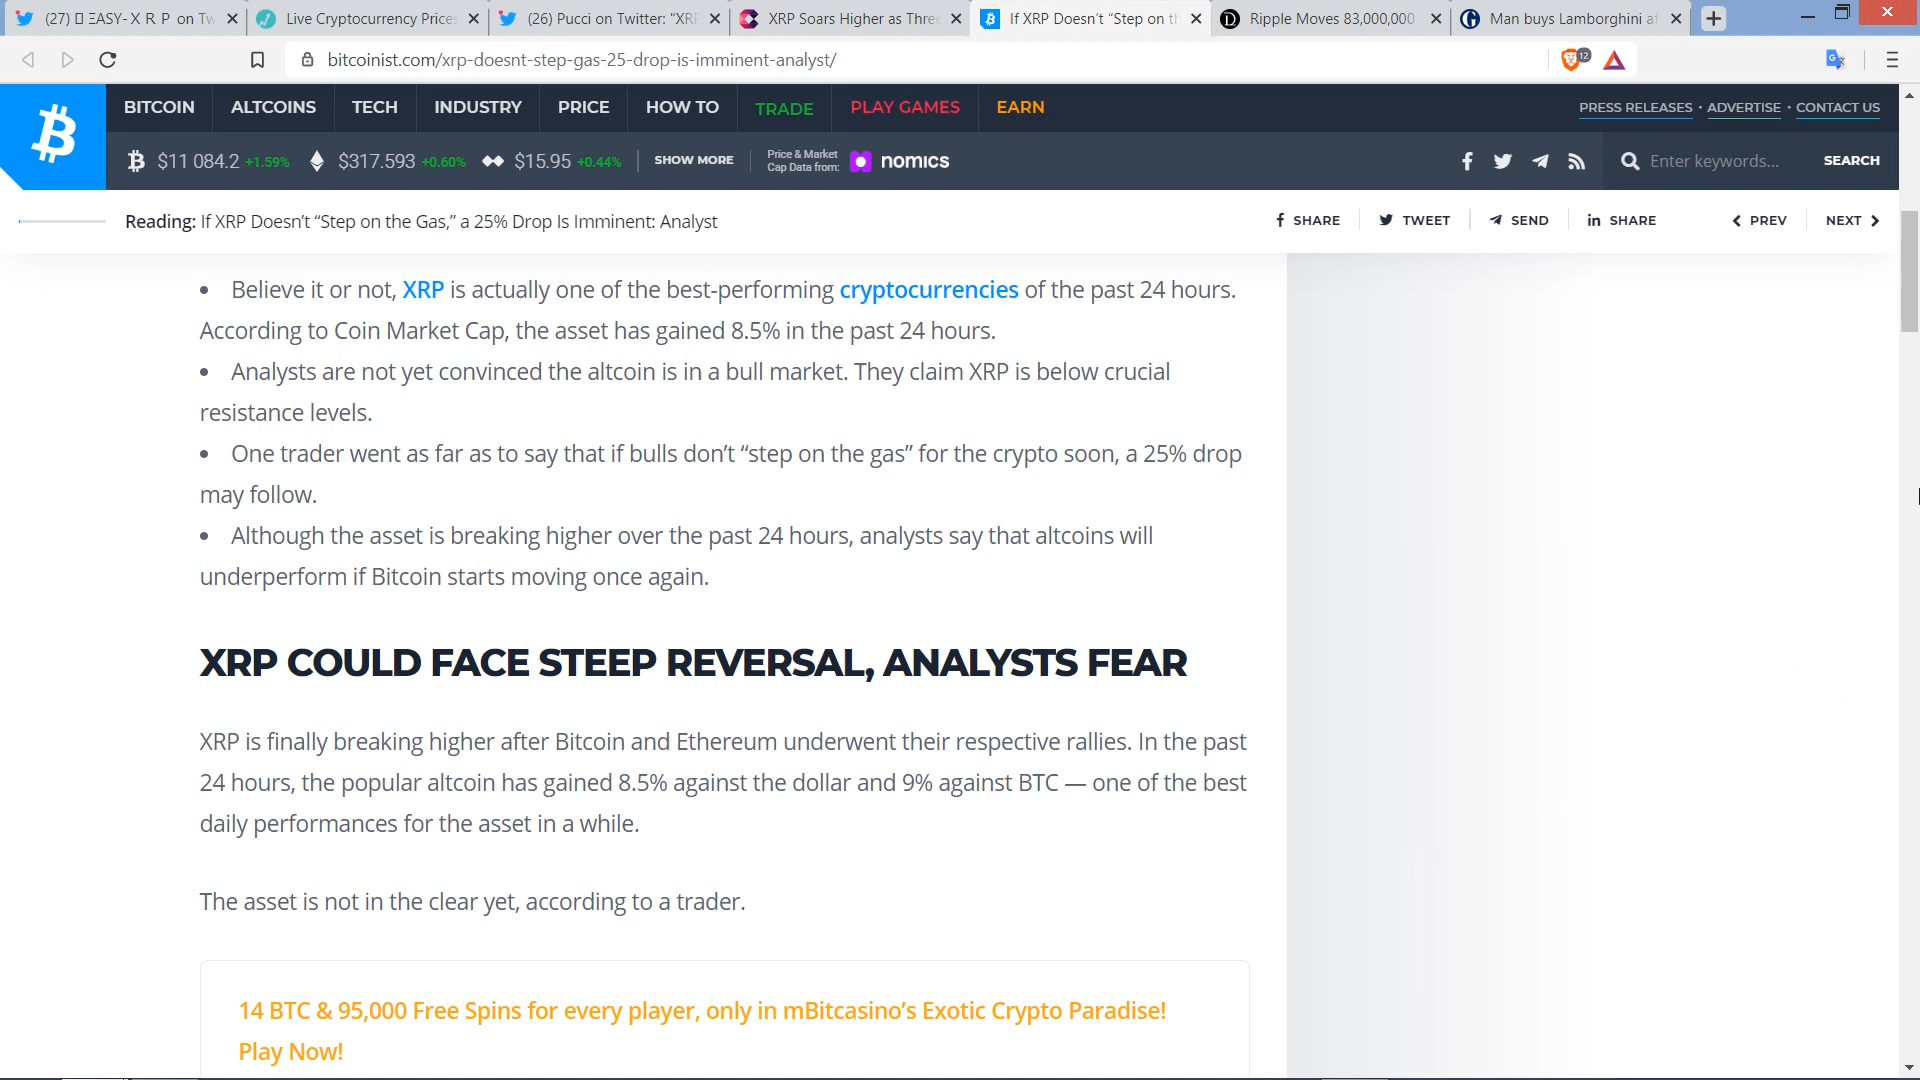 (27) EASY- X R P on Tw
Live Cryptocurrency Prices
(26) Pucci on Twitter: "XRP
XRP Soars Higher as Three
If XRP Doesn't “Step on th
Ripple Moves 83,000,000
Man buys Lamborghini af
bitcoinist.com/xrp-doesnt-step-gas-25-drop-is-imminent-analyst/
12
BITCOIN
ALTCOINS
TECH
INDUSTRY
PRICE
HOW TO
TRADE
PLAY GAMES
EARN
PRESS RELEASES • ADVERTISE • CONTACT US
$11 084.2 +1.59%
$317.593 +0.60%
$15.95 +0.44%
SHOW MORE
Price & Market
Cap Data from:
nomics
Enter keywords...
SEARCH
Reading: If XRP Doesn’t “Step on the Gas,” a 25% Drop Is Imminent: Analyst
SHARE
TWEET
SEND
SHARE
PREV
NEXT
• Believe it or not, XRP is actually one of the best-performing cryptocurrencies of the past 24 hours.
According to Coin Market Cap, the asset has gained 8.5% in the past 24 hours.
• Analysts are not yet convinced the altcoin is in a bull market. They claim XRP is below crucial
resistance levels.
• One trader went as far as to say that if bulls don’t “step on the gas” for the crypto soon, a 25% drop
may follow.
• Although the asset is breaking higher over the past 24 hours, analysts say that altcoins will
underperform if Bitcoin starts moving once again.
XRP COULD FACE STEEP REVERSAL, ANALYSTS FEAR
XRP is finally breaking higher after Bitcoin and Ethereum underwent their respective rallies. In the past
24 hours, the popular altcoin has gained 8.5% against the dollar and 9% against BTC — one of the best
daily performances for the asset in a while.
The asset is not in the clear yet, according to a trader.
14 BTC & 95,000 Free Spins for every player, only in mBitcasino’s Exotic Crypto Paradise!
Play Now!